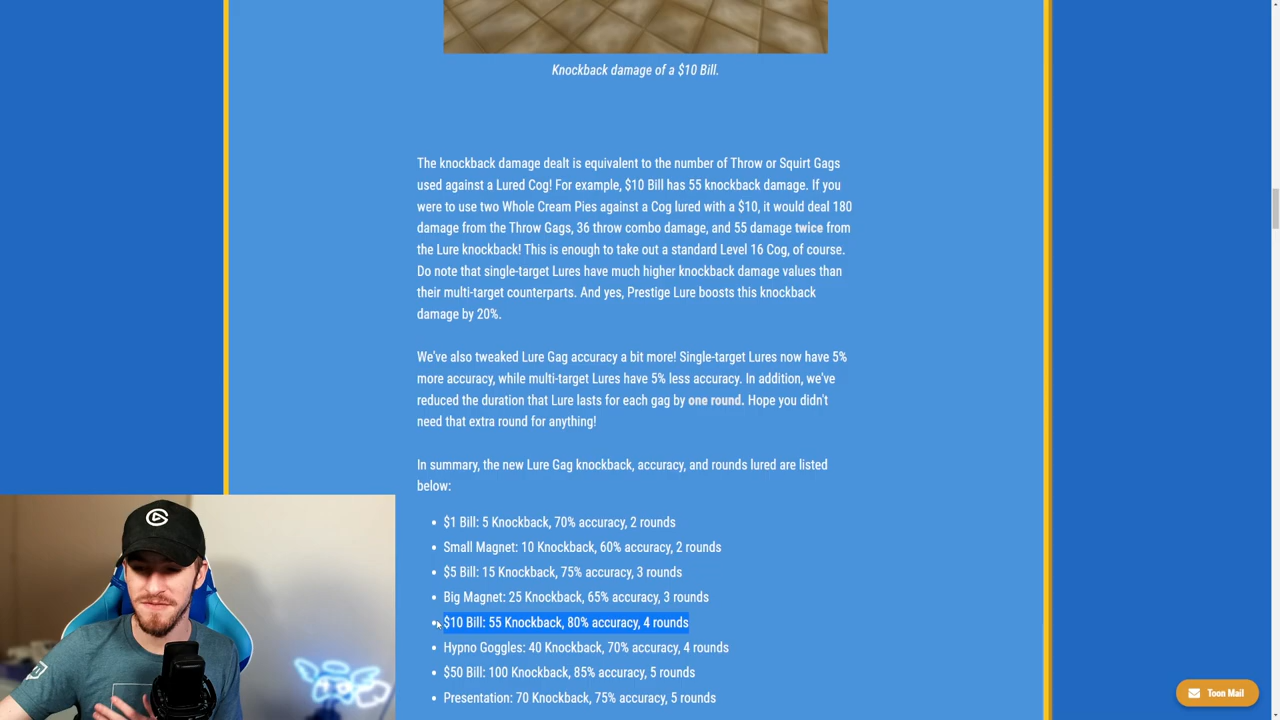 Knockback damage of a $10 Bill.
The knockback damage dealt is equivalent to the number of Throw or Squirt Gags
used against a Lured Cog! For example, $10 Bill has 55 knockback damage. If you
were to use two Whole Cream Pies against a Cog lured with a $10, it would deal 180
damage from the Throw Gags, 36 throw combo damage, and 55 damage twice from
the Lure knockback! This is enough to take out a standard Level 16 Cog, of course.
Do note that single-target Lures have much higher knockback damage values than
their multi-target counterparts. And yes, Prestige Lure boosts this knockback
damage by 20%.
We've also tweaked Lure Gag accuracy a bit more! Single-target Lures now have 5%
more accuracy, while multi-target Lures have 5% less accuracy. In addition, we've
reduced the duration that Lure lasts for each gag by one round. Hope you didn't
need that extra round for anything!
In summary, the new Lure Gag knockback, accuracy, and rounds lured are listed
below:
• $1 Bill: 5 Knockback, 70% accuracy, 2 rounds
• Small Magnet: 10 Knockback, 60% accuracy, 2 rounds
• $5 Bill: 15 Knockback, 75% accuracy, 3 rounds
• Big Magnet: 25 Knockback, 65% accuracy, 3 rounds
• $10 Bill: 55 Knockback, 80% accuracy, 4 rounds
• Hypno Goggles: 40 Knockback, 70% accuracy, 4 rounds
• $50 Bill: 100 Knockback, 85% accuracy, 5 rounds
• Presentation: 70 Knockback, 75% accuracy, 5 rounds
Toon Mail